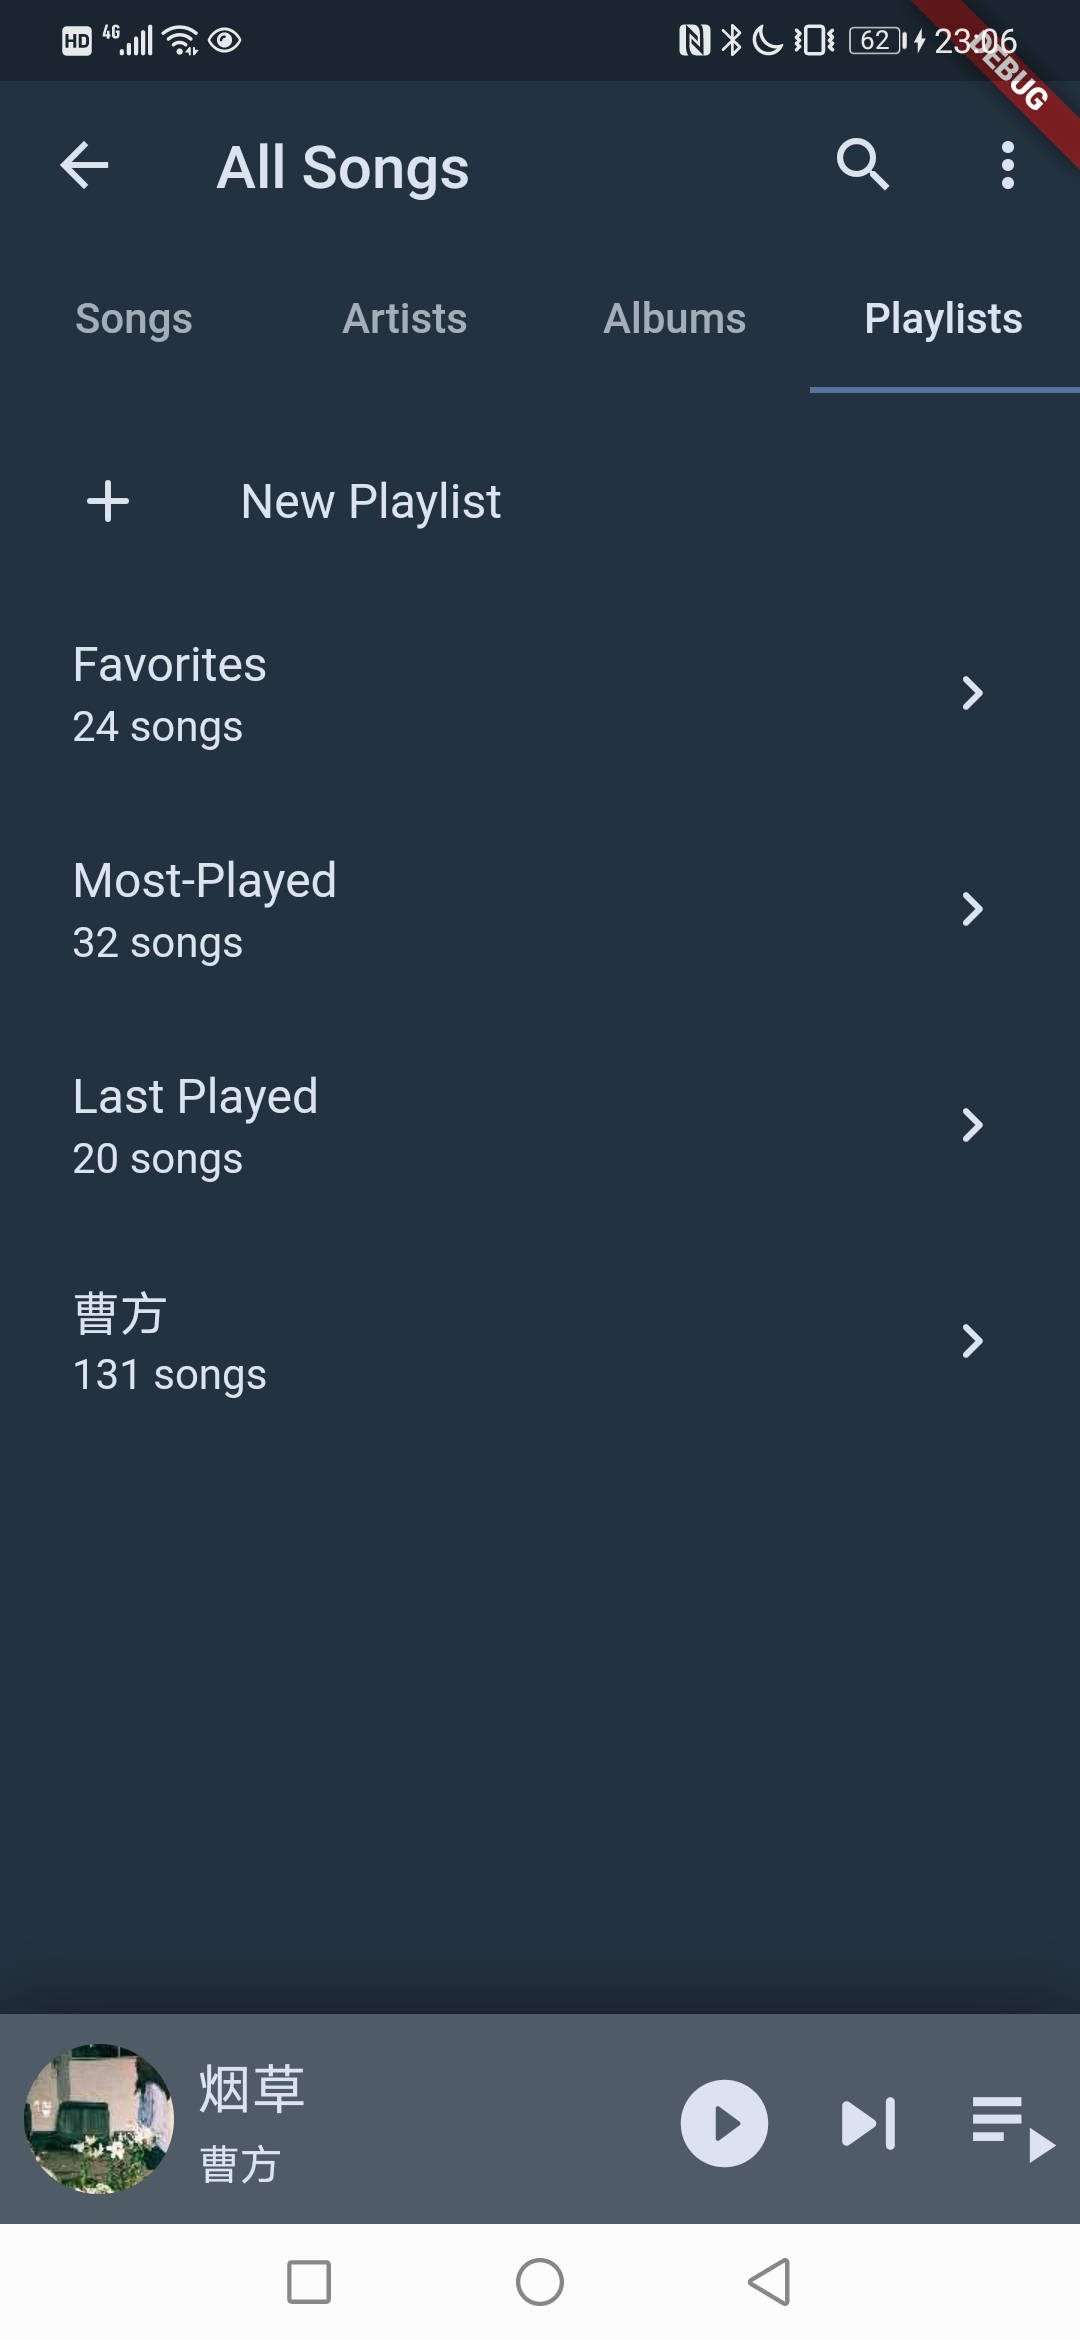 HD 4G 62 23:06
DEBUG
All Songs
Songs Artists Albums Playlists
New Playlist
Favorites
24 songs
Most-Played
32 songs
Last Played
20 songs
曹方
131 songs
烟草
曹方